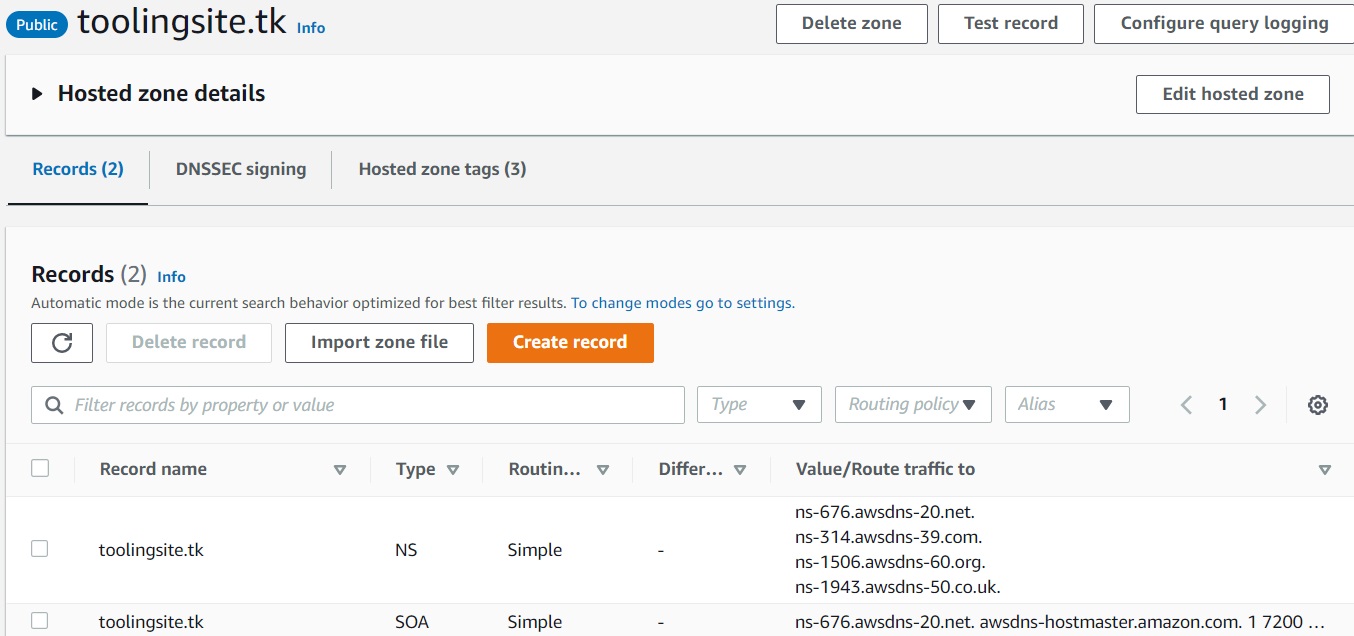 Public toolingsite.tk Info Delete zone Test record Configure query logging
Hosted zone details Edit hosted zone
Records (2) DNSSEC signing Hosted zone tags (3)
Records (2) Info
Automatic mode is the current search behavior optimized for best filter results. To change modes go to settings.
Delete record Import zone file Create record
Filter records by property or value Type Routing policy Alias 1
Record name Type Routin... Differ... Value/Route traffic to
ns-676.awsdns-20.net.
ns-314.awsdns-39.com.
toolingsite.tk NS Simple -
ns-1506.awsdns-60.org.
ns-1943.awsdns-50.co.uk.
toolingsite.tk SOA Simple - ns-676.awsdns-20.net. awsdns-hostmaster.amazon.com. 1 7200 ...